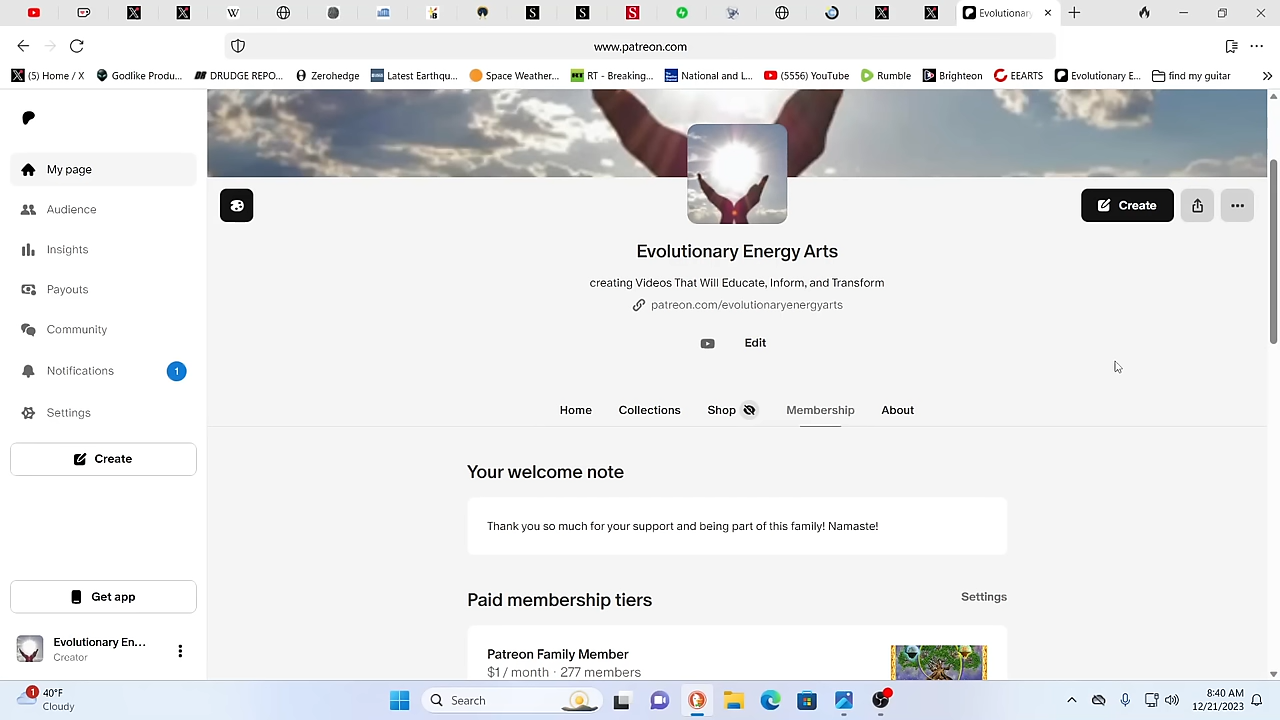 Evolutionary
www.patreon.com
(5) Home / X
Godlike Produ...
DRUDGE REPO...
Zerohedge
Latest Earthqu...
Space Weather...
RT - Breaking...
National and L...
(5556) YouTube
Rumble
Brighteon
EEARTS
Evolutionary E...
find my guitar
My page
Audience
Insights
Payouts
Community
Notifications
1
Settings
Create
Get app
Evolutionary En...
Creator
Create
Evolutionary Energy Arts
creating Videos That Will Educate, Inform, and Transform
patreon.com/evolutionaryenergyarts
Edit
Home
Collections
Shop
Membership
About
Your welcome note
Thank you so much for your support and being part of this family! Namaste!
Paid membership tiers
Settings
Patreon Family Member
$1 / month · 277 members
1
40°F
Cloudy
Search
8:40 AM
12/21/2023